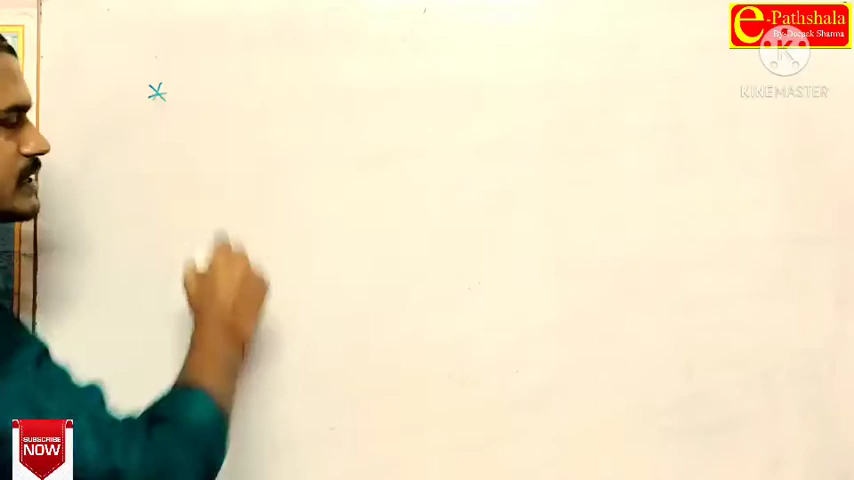 e-Pathshala
By-Deepak Sharma
K
KINEMASTER
*
SUBSCRIBE
NOW